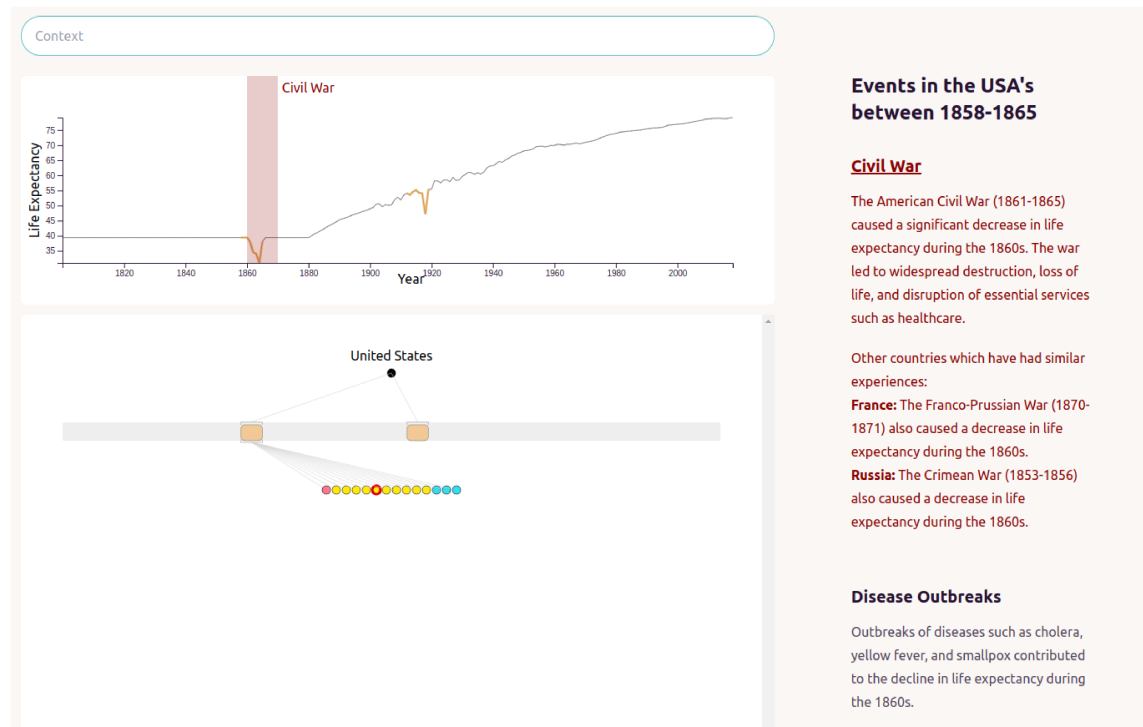 Context
Civil War
75
70
65
60
55
50
45
40
35
Life Expectancy
1820
1840
1860
1880
1900
1920
1940
1960
1980
2000
Year
United States
Events in the USA's
between 1858-1865
Civil War
The American Civil War (1861-1865)
caused a significant decrease in life
expectancy during the 1860s. The war
led to widespread destruction, loss of
life, and disruption of essential services
such as healthcare.
Other countries which have had similar
experiences:
France: The Franco-Prussian War (1870-
1871) also caused a decrease in life
expectancy during the 1860s.
Russia: The Crimean War (1853-1856)
also caused a decrease in life
expectancy during the 1860s.
Disease Outbreaks
Outbreaks of diseases such as cholera,
yellow fever, and smallpox contributed
to the decline in life expectancy during
the 1860s.